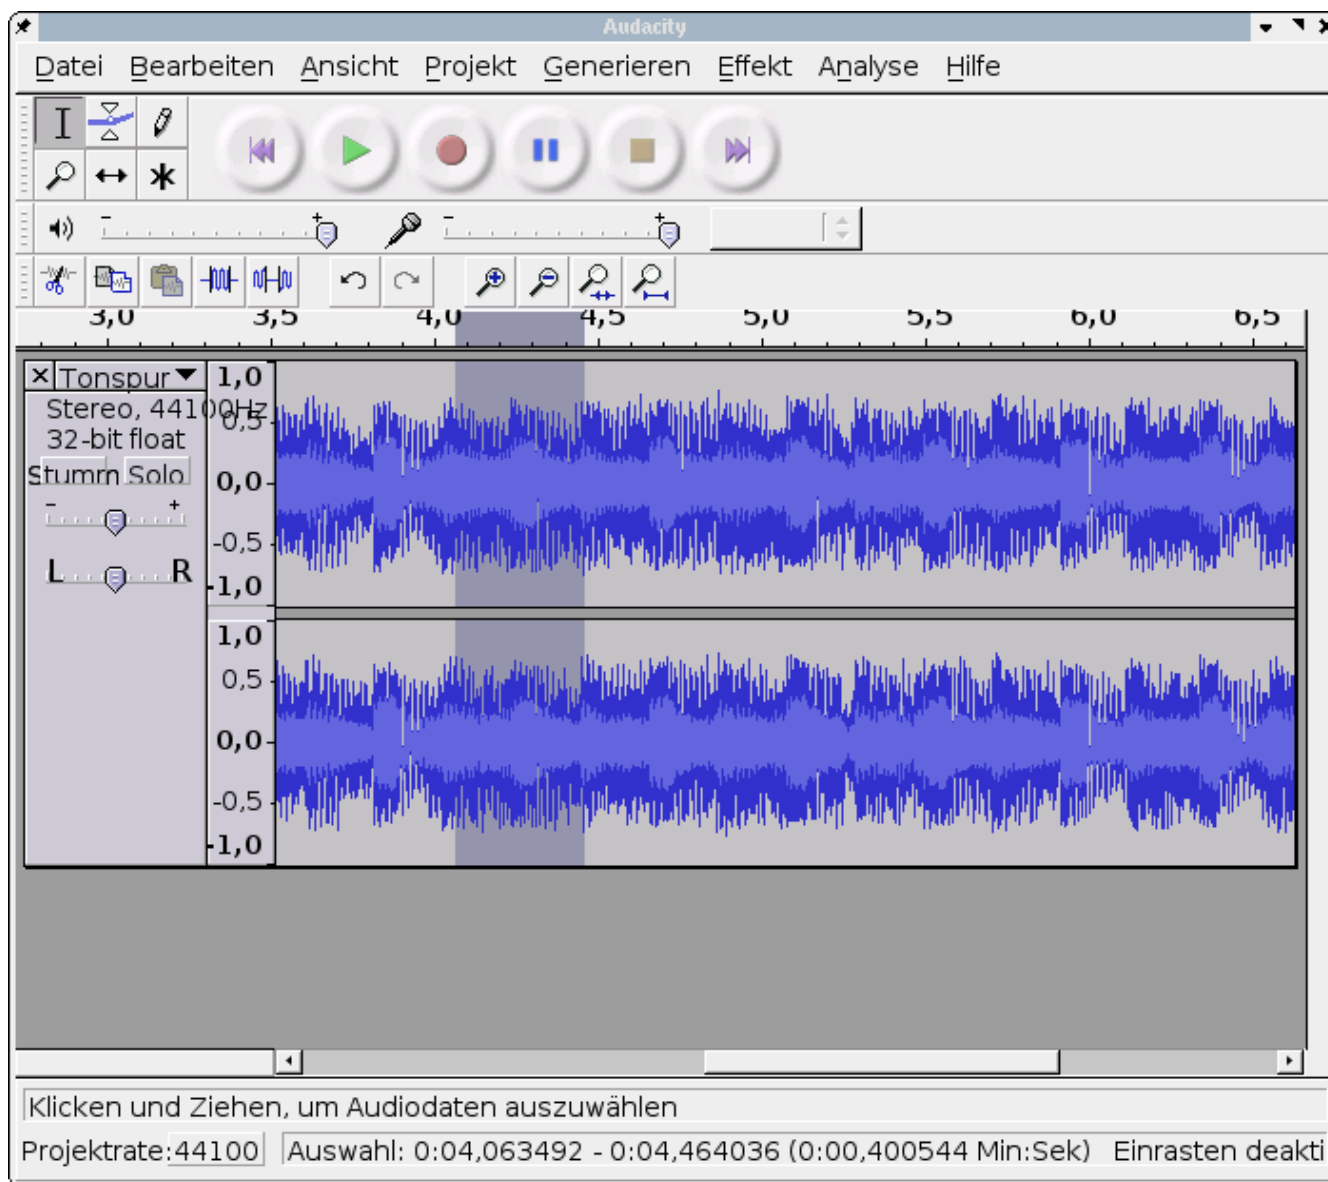 Audacity
Datei Bearbeiten Ansicht Projekt Generieren Effekt Analyse Hilfe
- + - +
3,0 3,5 4,0 4,5 5,0 5,5 6,0 6,5
Tonspur 1,0
Stereo, 44100Hz
0,5
32-bit float
Stumm Solo 0,0
- +
-0,5
L R
-1,0
1,0
0,5
0,0
-0,5
-1,0
Klicken und Ziehen, um Audiodaten auszuwählen
Projektrate: 44100 Auswahl: 0:04,063492 - 0:04,464036 (0:00,400544 Min:Sek) Einrasten deakti